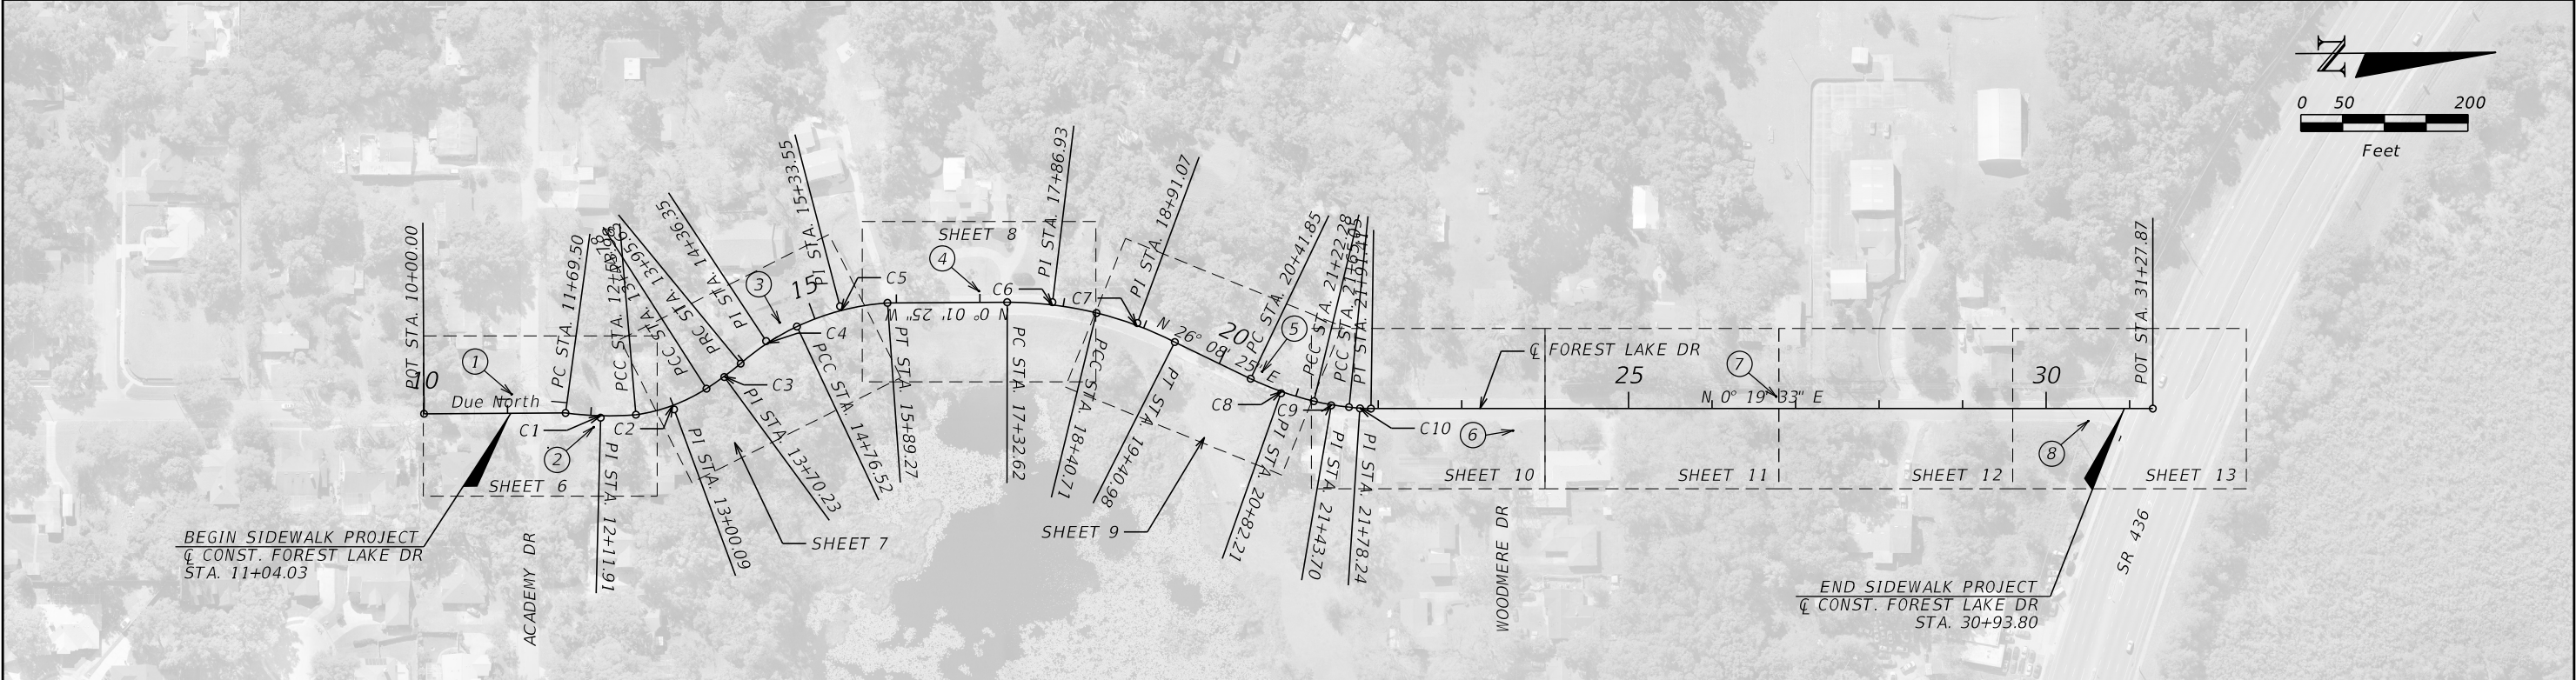 N
0 50 200
Feet
POT STA. 10+00.00
10
Due North
1
PC STA. 11+69.50
C1
2
PI STA. 12+11.91
SHEET 6
BEGIN SIDEWALK PROJECT
℄ CONST. FOREST LAKE DR
STA. 11+04.03
ACADEMY DR
PCC STA.
C2
PI STA. 13+00.09
PCC STA.
PRC STA. 13+95.
C3
PI STA. 13+70.23
SHEET 7
PI STA. 14+36.35
3
C4
PCC STA. 14+76.52
15
PI STA. 15+33.55
C5
PT STA. 15+89.27
SHEET 8
4
N 0° 01' 25" W
PC STA. 17+32.62
C6
PI STA. 17+86.93
PCC STA. 18+40.71
C7
PI STA. 18+91.07
PT STA. 19+40.98
N 26° 08' 25" E
20
SHEET 9
PC STA. 20+41.85
5
C8
PI STA. 20+82.21
PCC STA. 21+22.28
C9
PI STA. 21+43.70
PCC STA.
PI STA. 21+78.24
PT STA.
C10
℄ FOREST LAKE DR
6
SHEET 10
WOODMERE DR
25
N 0° 19' 33" E
7
SHEET 11
SHEET 12
30
8
POT STA. 31+27.87
SHEET 13
SR 436
END SIDEWALK PROJECT
℄ CONST. FOREST LAKE DR
STA. 30+93.80